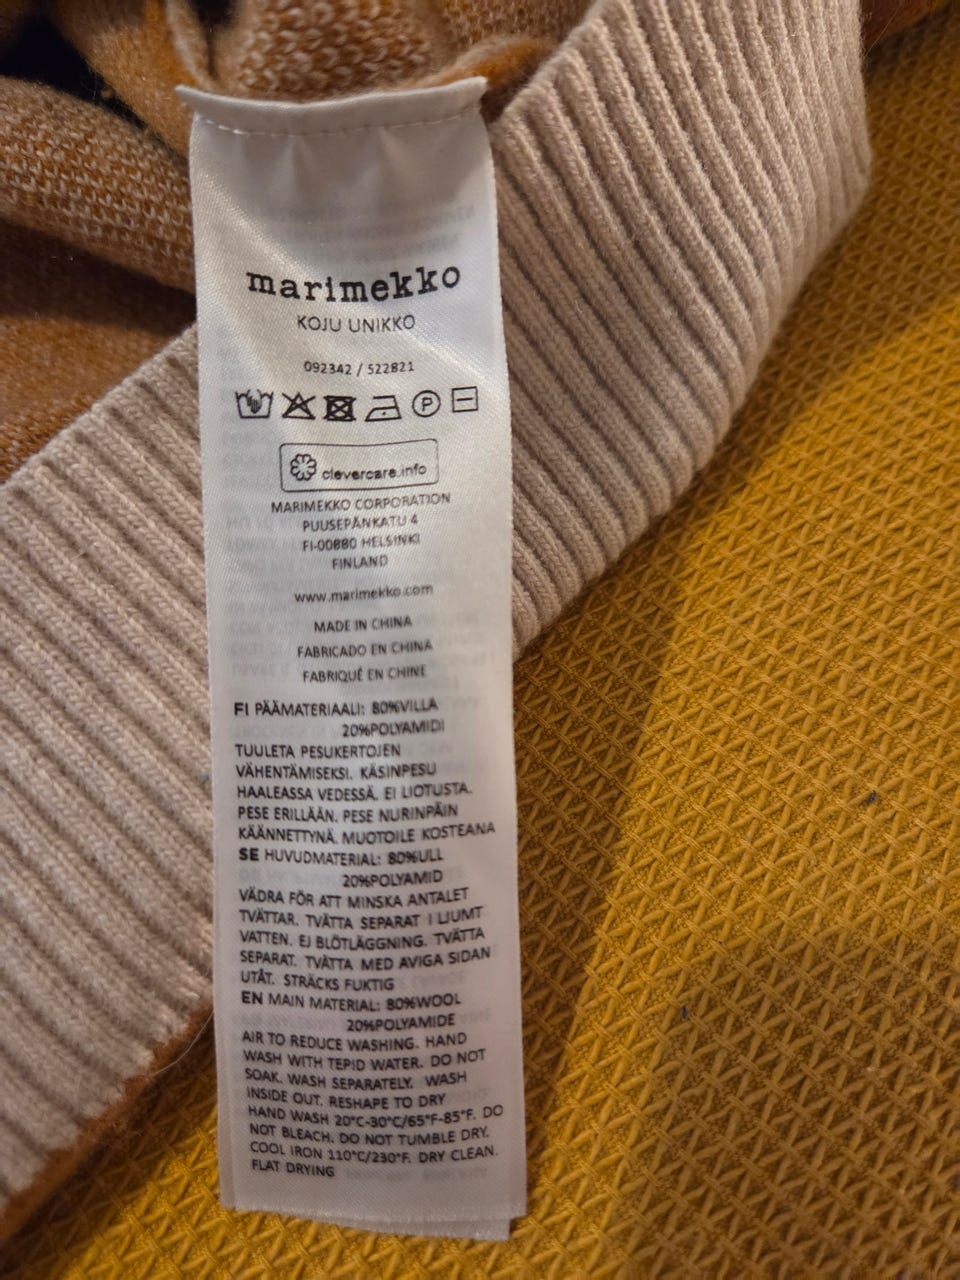 marimekko
KOJU UNIKKO
092342 / 522821
P
clevercare.info
MARIMEKKO CORPORATION
PUUSEPÄNKATU 4
FI-00880 HELSINKI
FINLAND
www.marimekko.com
MADE IN CHINA
FABRICADO EN CHINA
FABRIQUÉ EN CHINE
FI PÄÄMATERIAALI: 80%VILLA
20%POLYAMIDI
TUULETA PESUKERTOJEN
VÄHENTÄMISEKSI. KÄSINPESU
HAALEASSA VEDESSÄ. EI LIOTUSTA.
PESE ERILLÄÄN. PESE NURINPÄIN
KÄÄNNETTYNÄ. MUOTOILE KOSTEANA
SE HUVUDMATERIAL: 80%ULL
20%POLYAMID
VÄDRA FÖR ATT MINSKA ANTALET
TVÄTTAR. TVÄTTA SEPARAT I LJUMT
VATTEN. EJ BLÖTLÄGGNING. TVÄTTA
SEPARAT. TVÄTTA MED AVIGA SIDAN
UTÅT. STRÄCKS FUKTIG
EN MAIN MATERIAL: 80%WOOL
20%POLYAMIDE
AIR TO REDUCE WASHING. HAND
WASH WITH TEPID WATER. DO NOT
SOAK. WASH SEPARATELY. WASH
INSIDE OUT. RESHAPE TO DRY
HAND WASH 20°C-30°C/65°F-85°F. DO
NOT BLEACH. DO NOT TUMBLE DRY.
COOL IRON 110°C/230°F. DRY CLEAN.
FLAT DRYING